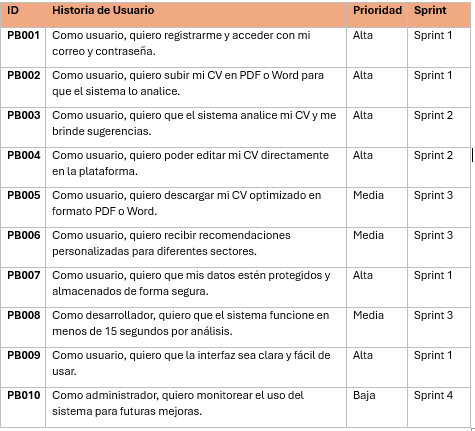 ID Historia de Usuario Prioridad Sprint
PB001 Como usuario, quiero registrarme y acceder con mi Alta Sprint 1
correo y contraseña.
PB002 Como usuario, quiero subir mi CV en PDF o Word para Alta Sprint 1
que el sistema lo analice.
PB003 Como usuario, quiero que el sistema analice mi CV y me Alta Sprint 2
brinde sugerencias.
PB004 Como usuario, quiero poder editar mi CV directamente Alta Sprint 2
en la plataforma.
PB005 Como usuario, quiero descargar mi CV optimizado en Media Sprint 3
formato PDF o Word.
PB006 Como usuario, quiero recibir recomendaciones Media Sprint 3
personalizadas para diferentes sectores.
PB007 Como usuario, quiero que mis datos estén protegidos y Alta Sprint 1
almacenados de forma segura.
PB008 Como desarrollador, quiero que el sistema funcione en Media Sprint 3
menos de 15 segundos por análisis.
PB009 Como usuario, quiero que la interfaz sea clara y fácil de Alta Sprint 1
usar.
PB010 Como administrador, quiero monitorear el uso del Baja Sprint 4
sistema para futuras mejoras.